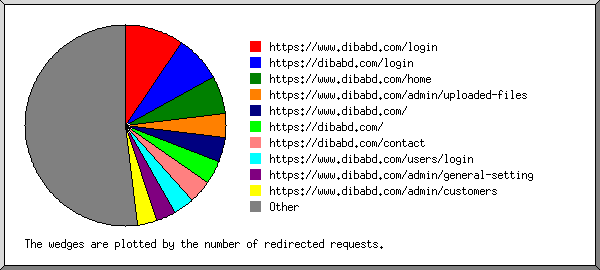 https://www.dibabd.com/login
https://dibabd.com/login
https://www.dibabd.com/home
https://www.dibabd.com/admin/uploaded-files
https://www.dibabd.com/
https://dibabd.com/
https://dibabd.com/contact
https://www.dibabd.com/users/login
https://www.dibabd.com/admin/general-setting
https://www.dibabd.com/admin/customers
Other
The wedges are plotted by the number of redirected requests.